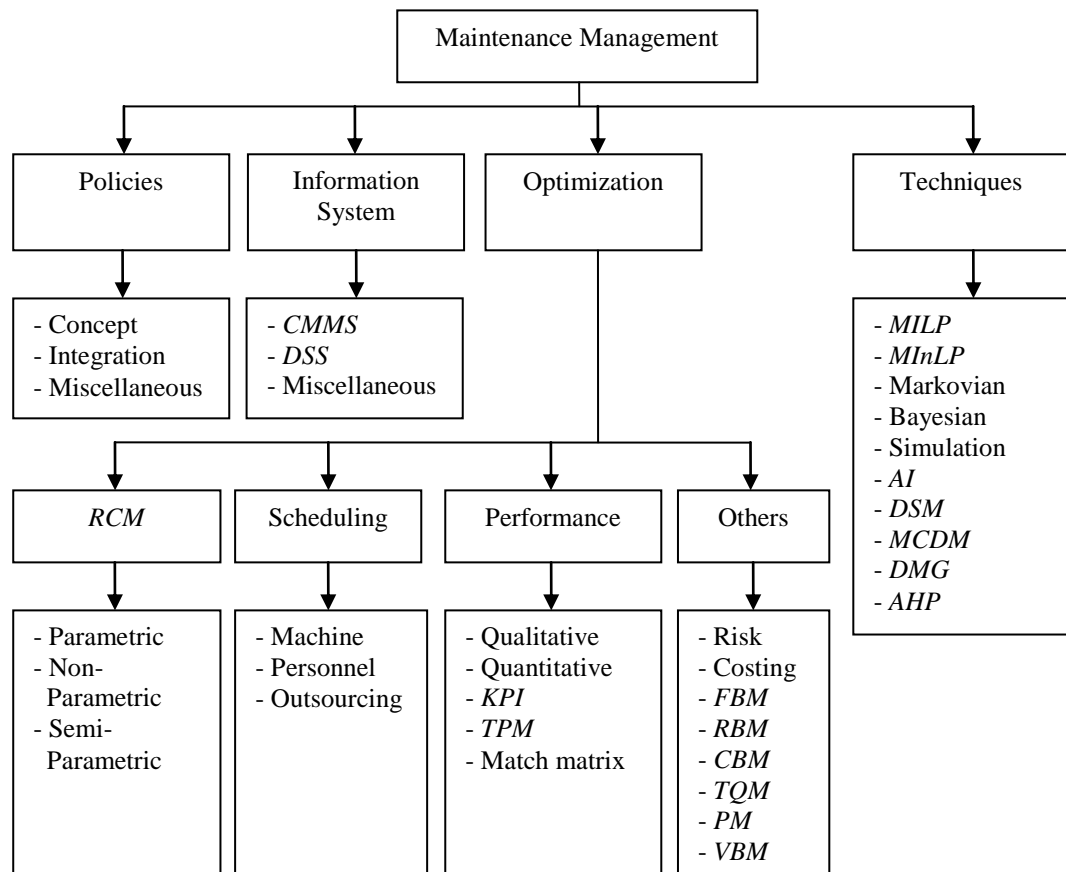 Maintenance Management
Policies
Information
System
Optimization
Techniques
- Concept
- Integration
- Miscellaneous
- CMMS
- DSS
- Miscellaneous
- MILP
- MInLP
- Markovian
- Bayesian
- Simulation
- AI
- DSM
- MCDM
- DMG
- AHP
RCM
Scheduling
Performance
Others
- Parametric
- Non-
Parametric
- Semi-
Parametric
- Machine
- Personnel
- Outsourcing
- Qualitative
- Quantitative
- KPI
- TPM
- Match matrix
- Risk
- Costing
- FBM
- RBM
- CBM
- TQM
- PM
- VBM